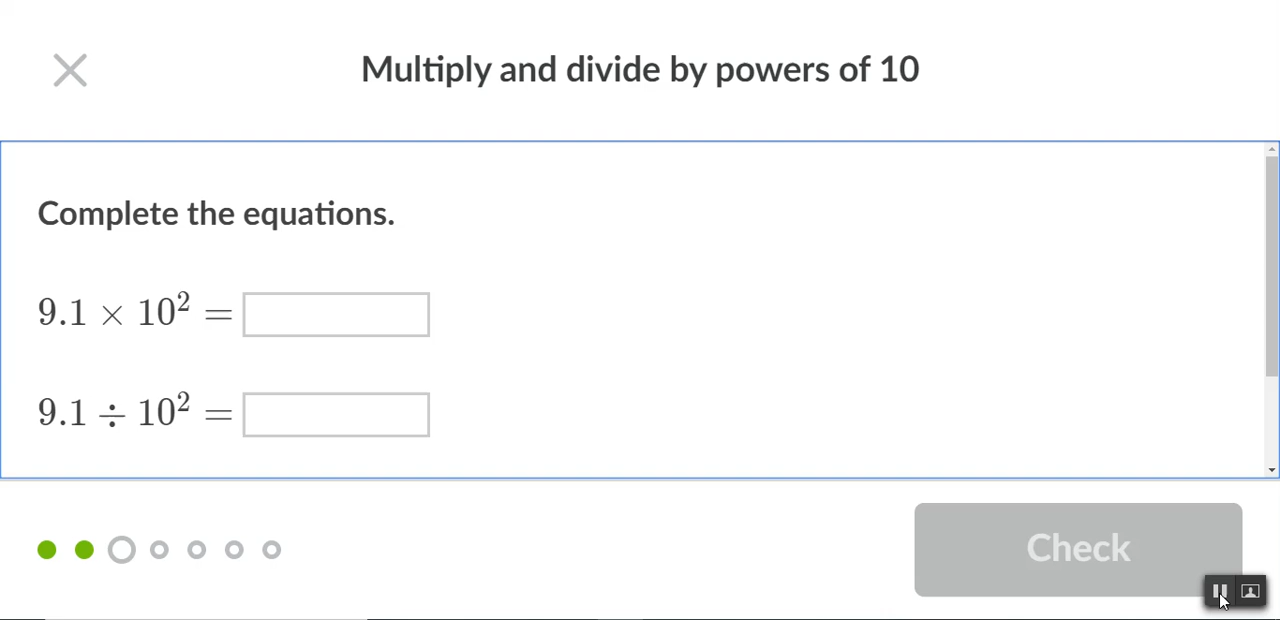 Multiply and divide by powers of 10
Complete the equations.
9.1 × 10² =
9.1 ÷ 10² =
Check